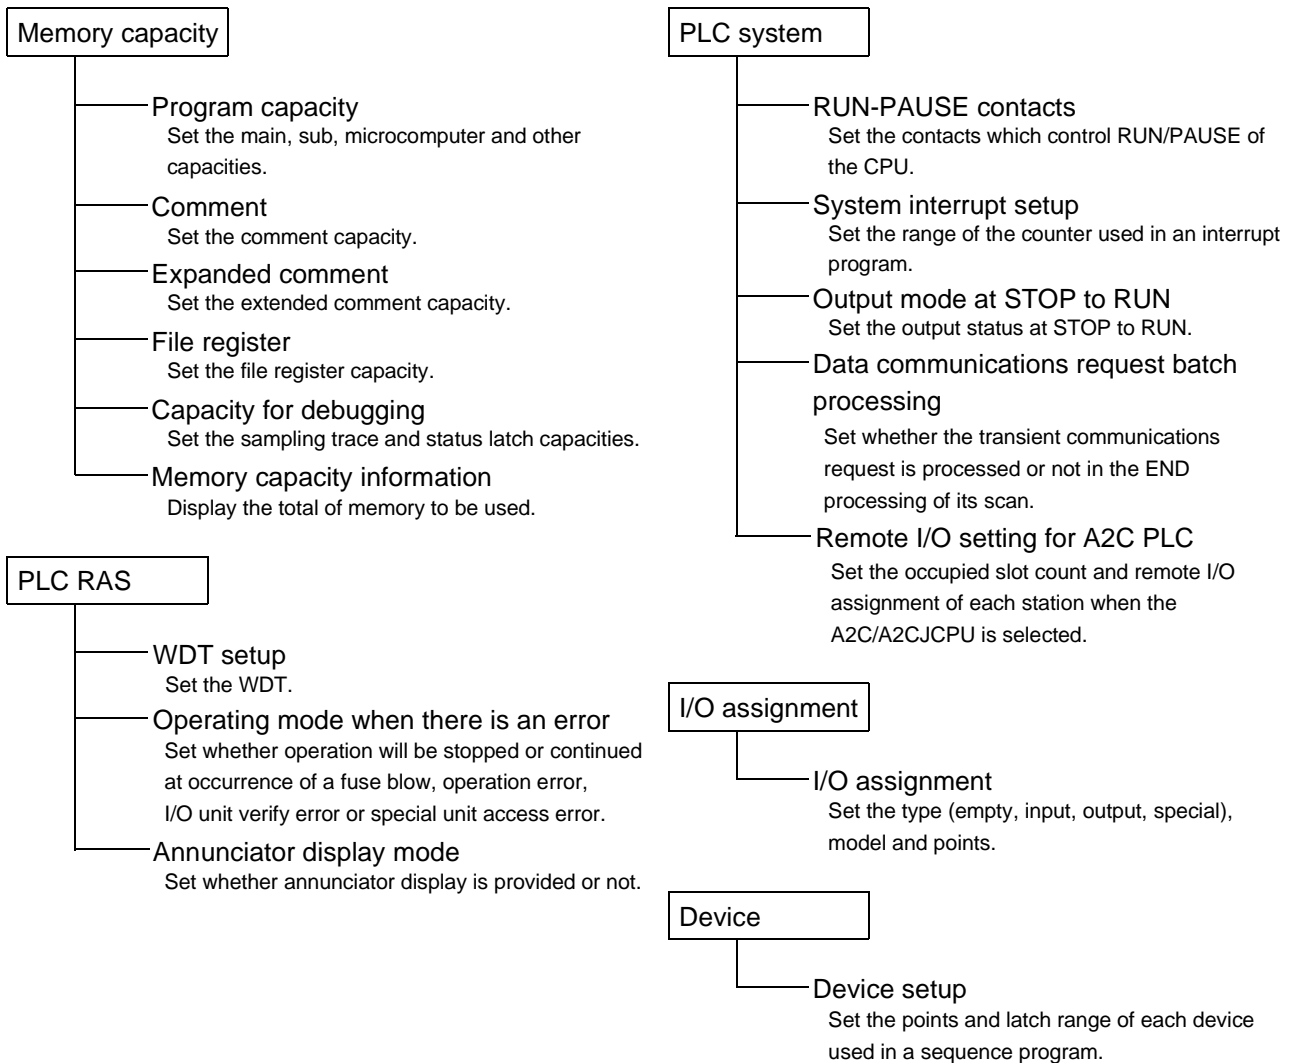 Memory capacity
Program capacity
Set the main, sub, microcomputer and other
capacities.
Comment
Set the comment capacity.
Expanded comment
Set the extended comment capacity.
File register
Set the file register capacity.
Capacity for debugging
Set the sampling trace and status latch capacities.
Memory capacity information
Display the total of memory to be used.
PLC RAS
WDT setup
Set the WDT.
Operating mode when there is an error
Set whether operation will be stopped or continued
at occurrence of a fuse blow, operation error,
I/O unit verify error or special unit access error.
Annunciator display mode
Set whether annunciator display is provided or not.
PLC system
RUN-PAUSE contacts
Set the contacts which control RUN/PAUSE of
the CPU.
System interrupt setup
Set the range of the counter used in an interrupt
program.
Output mode at STOP to RUN
Set the output status at STOP to RUN.
Data communications request batch
processing
Set whether the transient communications
request is processed or not in the END
processing of its scan.
Remote I/O setting for A2C PLC
Set the occupied slot count and remote I/O
assignment of each station when the
A2C/A2CJCPU is selected.
I/O assignment
I/O assignment
Set the type (empty, input, output, special),
model and points.
Device
Device setup
Set the points and latch range of each device
used in a sequence program.